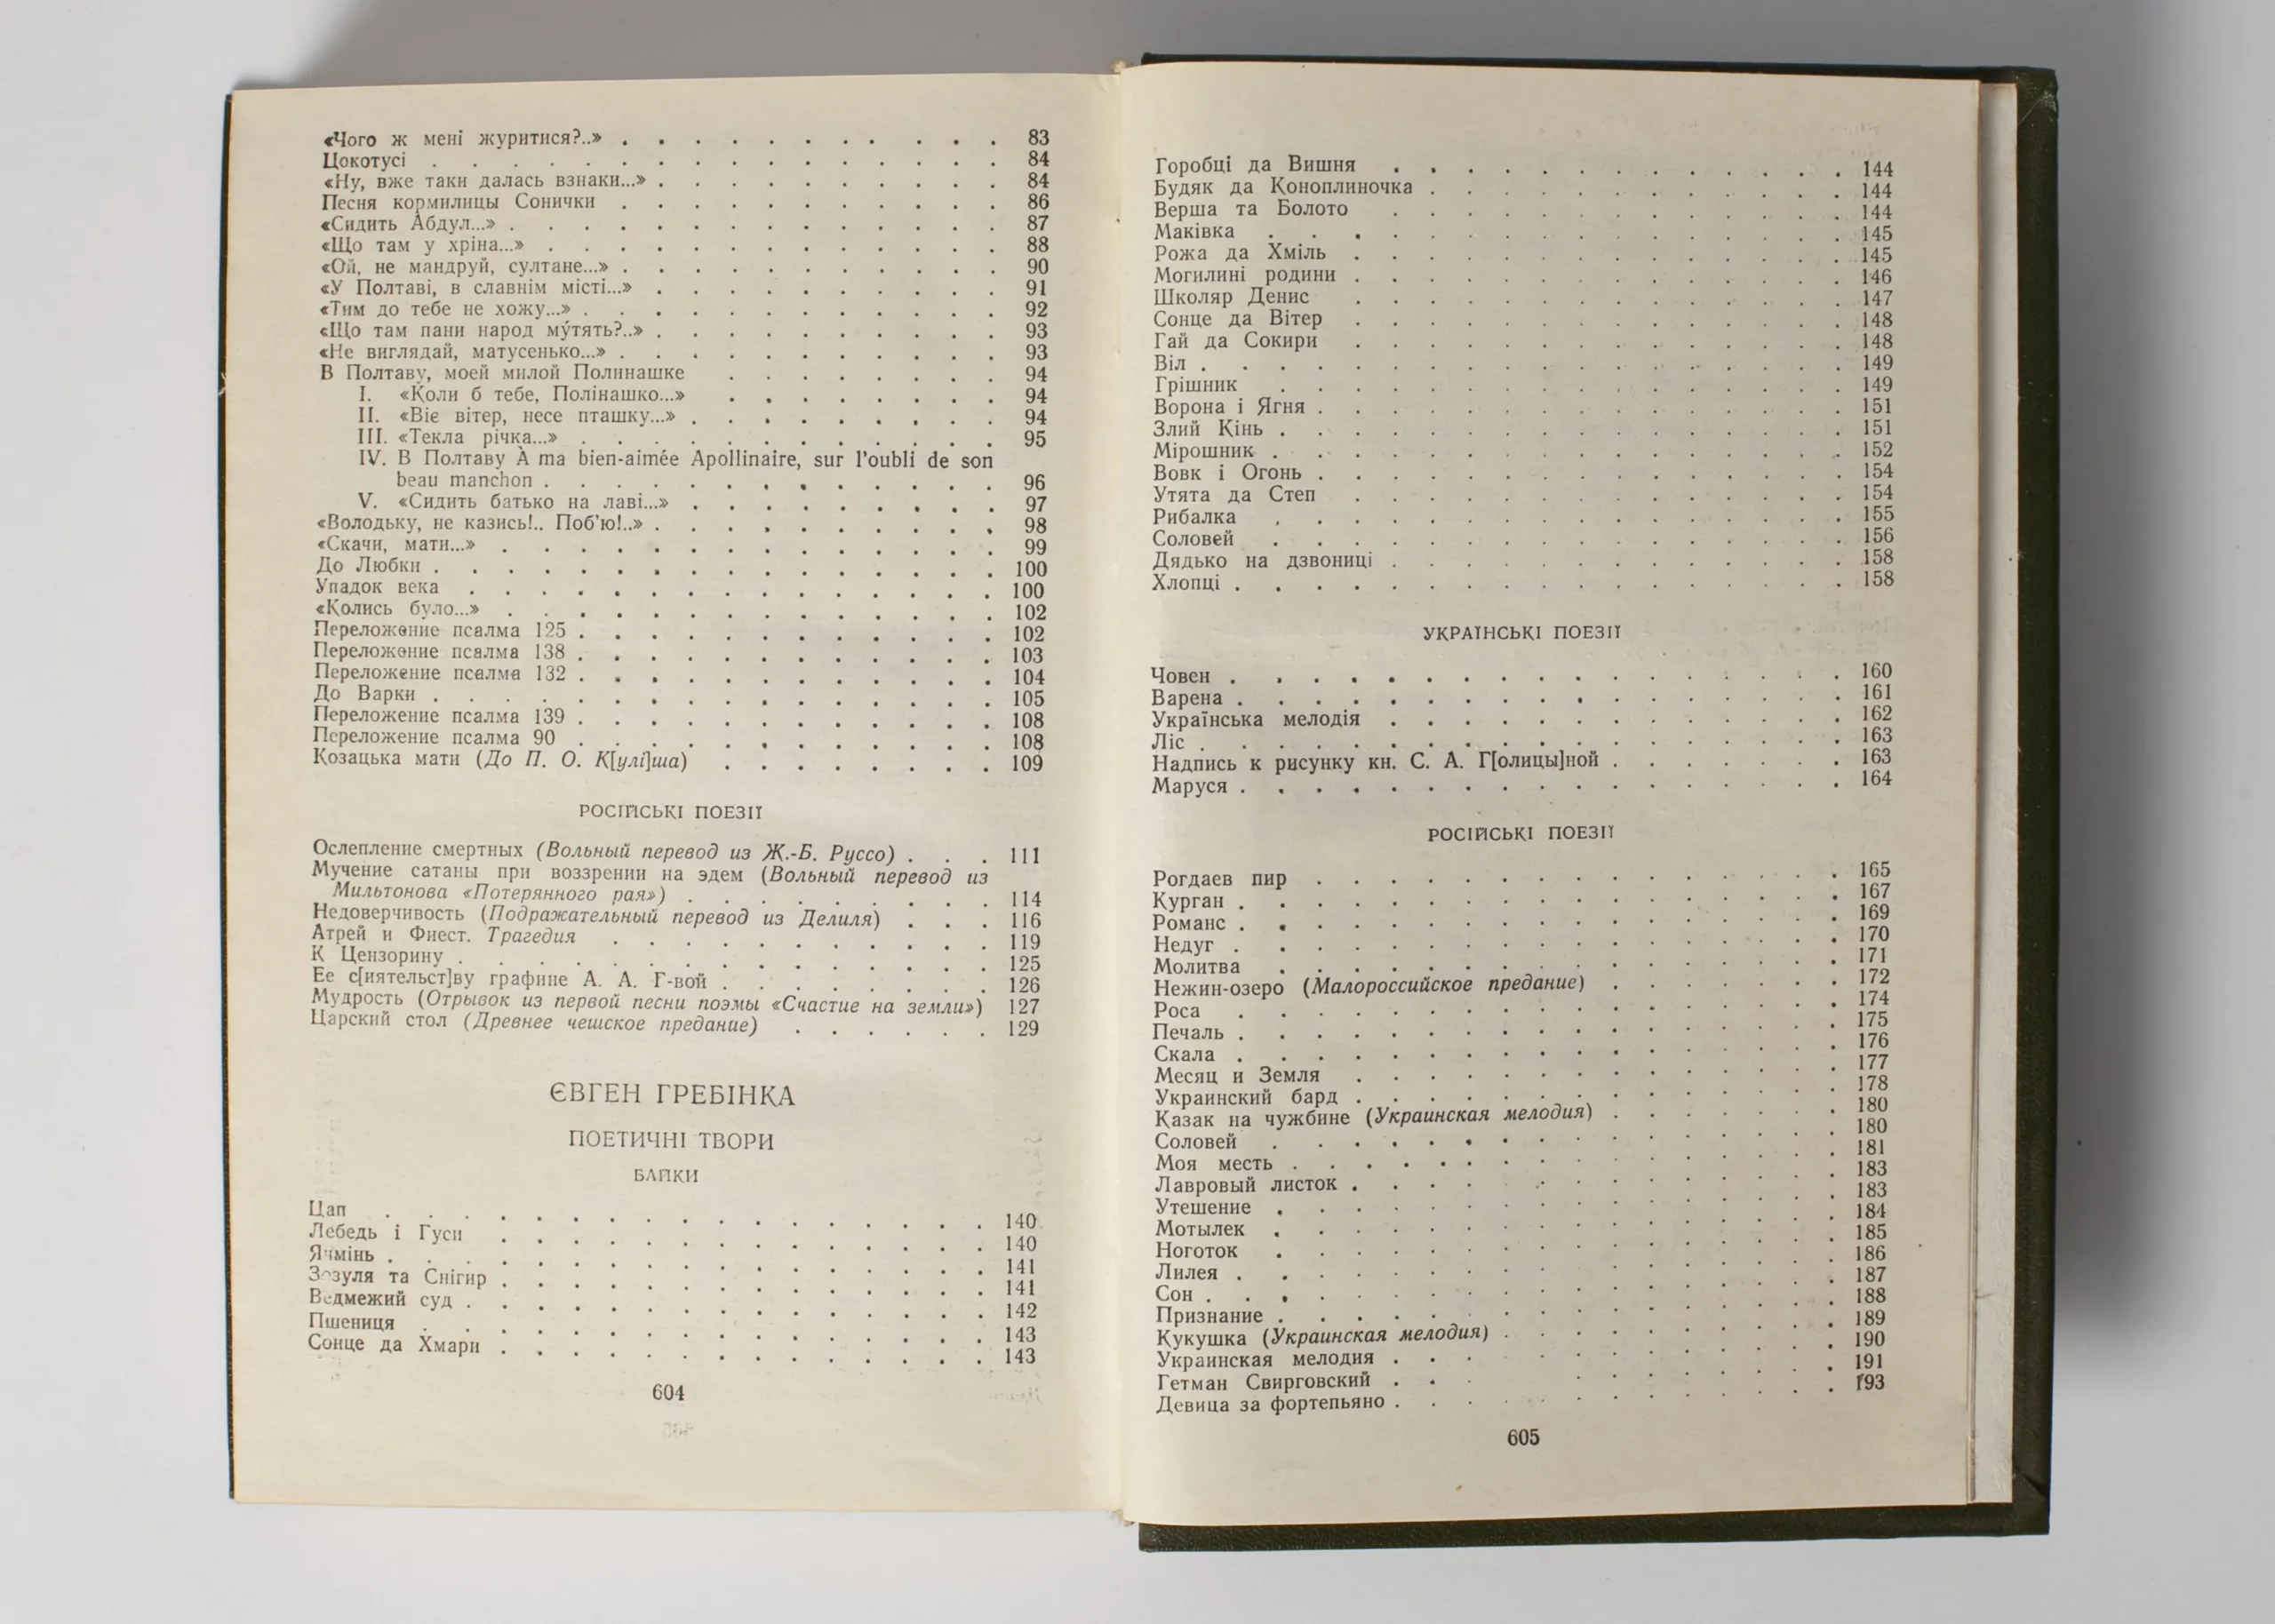 «Чого ж мені журитися?..» 83
Цокотусі 84
«Ну, вже таки далась взнаки...» 84
Песня кормилицы Сонички 86
«Сидить Абдул...» 87
«Що там у хріна...» 88
«Ой, не мандруй, султане...» 90
«У Полтаві, в славнім місті...» 91
«Тим до тебе не хожу...» 92
«Що там пани народ му́тять?..» 93
«Не виглядай, матусенько...» 93
В Полтаву, моей милой Полинашке 94
I. «Коли б тебе, Полінашко...» 94
II. «Віє вітер, несе пташку...» 94
III. «Текла річка...» 95
IV. В Полтаву À ma bien-aimée Apollinaire, sur l'oubli de son
beau manchon 96
V. «Сидить батько на лаві...» 97
«Володьку, не казись!.. Поб'ю!..» 98
«Скачи, мати...» 99
До Любки 100
Упадок века 100
«Колись було...» 102
Переложение псалма 125 102
Переложение псалма 138 103
Переложение псалма 132 104
До Варки 105
Переложение псалма 139 108
Переложение псалма 90 108
Козацька мати (До П. О. К[улі]ша) 109
РОСІЙСЬКІ ПОЕЗІЇ
Ослепление смертных (Вольный перевод из Ж.-Б. Руссо) 111
Мучение сатаны при воззрении на эдем (Вольный перевод из
Мильтонова «Потерянного рая») 114
Недоверчивость (Подражательный перевод из Делиля) 116
Атрей и Фиест. Трагедия 119
К Цензорину 125
Ее с[иятельст]ву графине А. А. Г-вой 126
Мудрость (Отрывок из первой песни поэмы «Счастие на земли») 127
Царский стол (Древнее чешское предание) 129
ЄВГЕН ГРЕБІНКА
ПОЕТИЧНІ ТВОРИ
БАЙКИ
Цап 140
Лебедь і Гуси 140
Ячмінь 141
Зозуля та Снігир 141
Ведмежий суд 142
Пшениця 143
Сонце да Хмари 143
604
Горобці да Вишня 144
Будяк да Коноплиночка 144
Верша та Болото 144
Маківка 145
Рожа да Хміль 145
Могилині родини 146
Школяр Денис 147
Сонце да Вітер 148
Гай да Сокири 148
Віл 149
Грішник 149
Ворона і Ягня 151
Злий Кінь 151
Мірошник 152
Вовк і Огонь 154
Утята да Степ 154
Рибалка 155
Соловей 156
Дядько на дзвониці 158
Хлопці 158
УКРАЇНСЬКІ ПОЕЗІЇ
Човен 160
Варена 161
Українська мелодія 162
Ліс 163
Надпись к рисунку кн. С. А. Г[олицы]ной 163
Маруся 164
РОСІЙСЬКІ ПОЕЗІЇ
Рогдаев пир 165
Курган 167
Романс 169
Недуг 170
Молитва 171
Нежин-озеро (Малороссийское предание) 172
Роса 174
Печаль 175
Скала 176
Месяц и Земля 177
Украинский бард 178
Казак на чужбине (Украинская мелодия) 180
Соловей 180
Моя месть 181
Лавровый листок 183
Утешение 183
Мотылек 184
Ноготок 185
Лилея 186
Сон 187
Признание 188
Кукушка (Украинская мелодия) 189
Украинская мелодия 190
Гетман Свирговский 191
Девица за фортепьяно 193
605